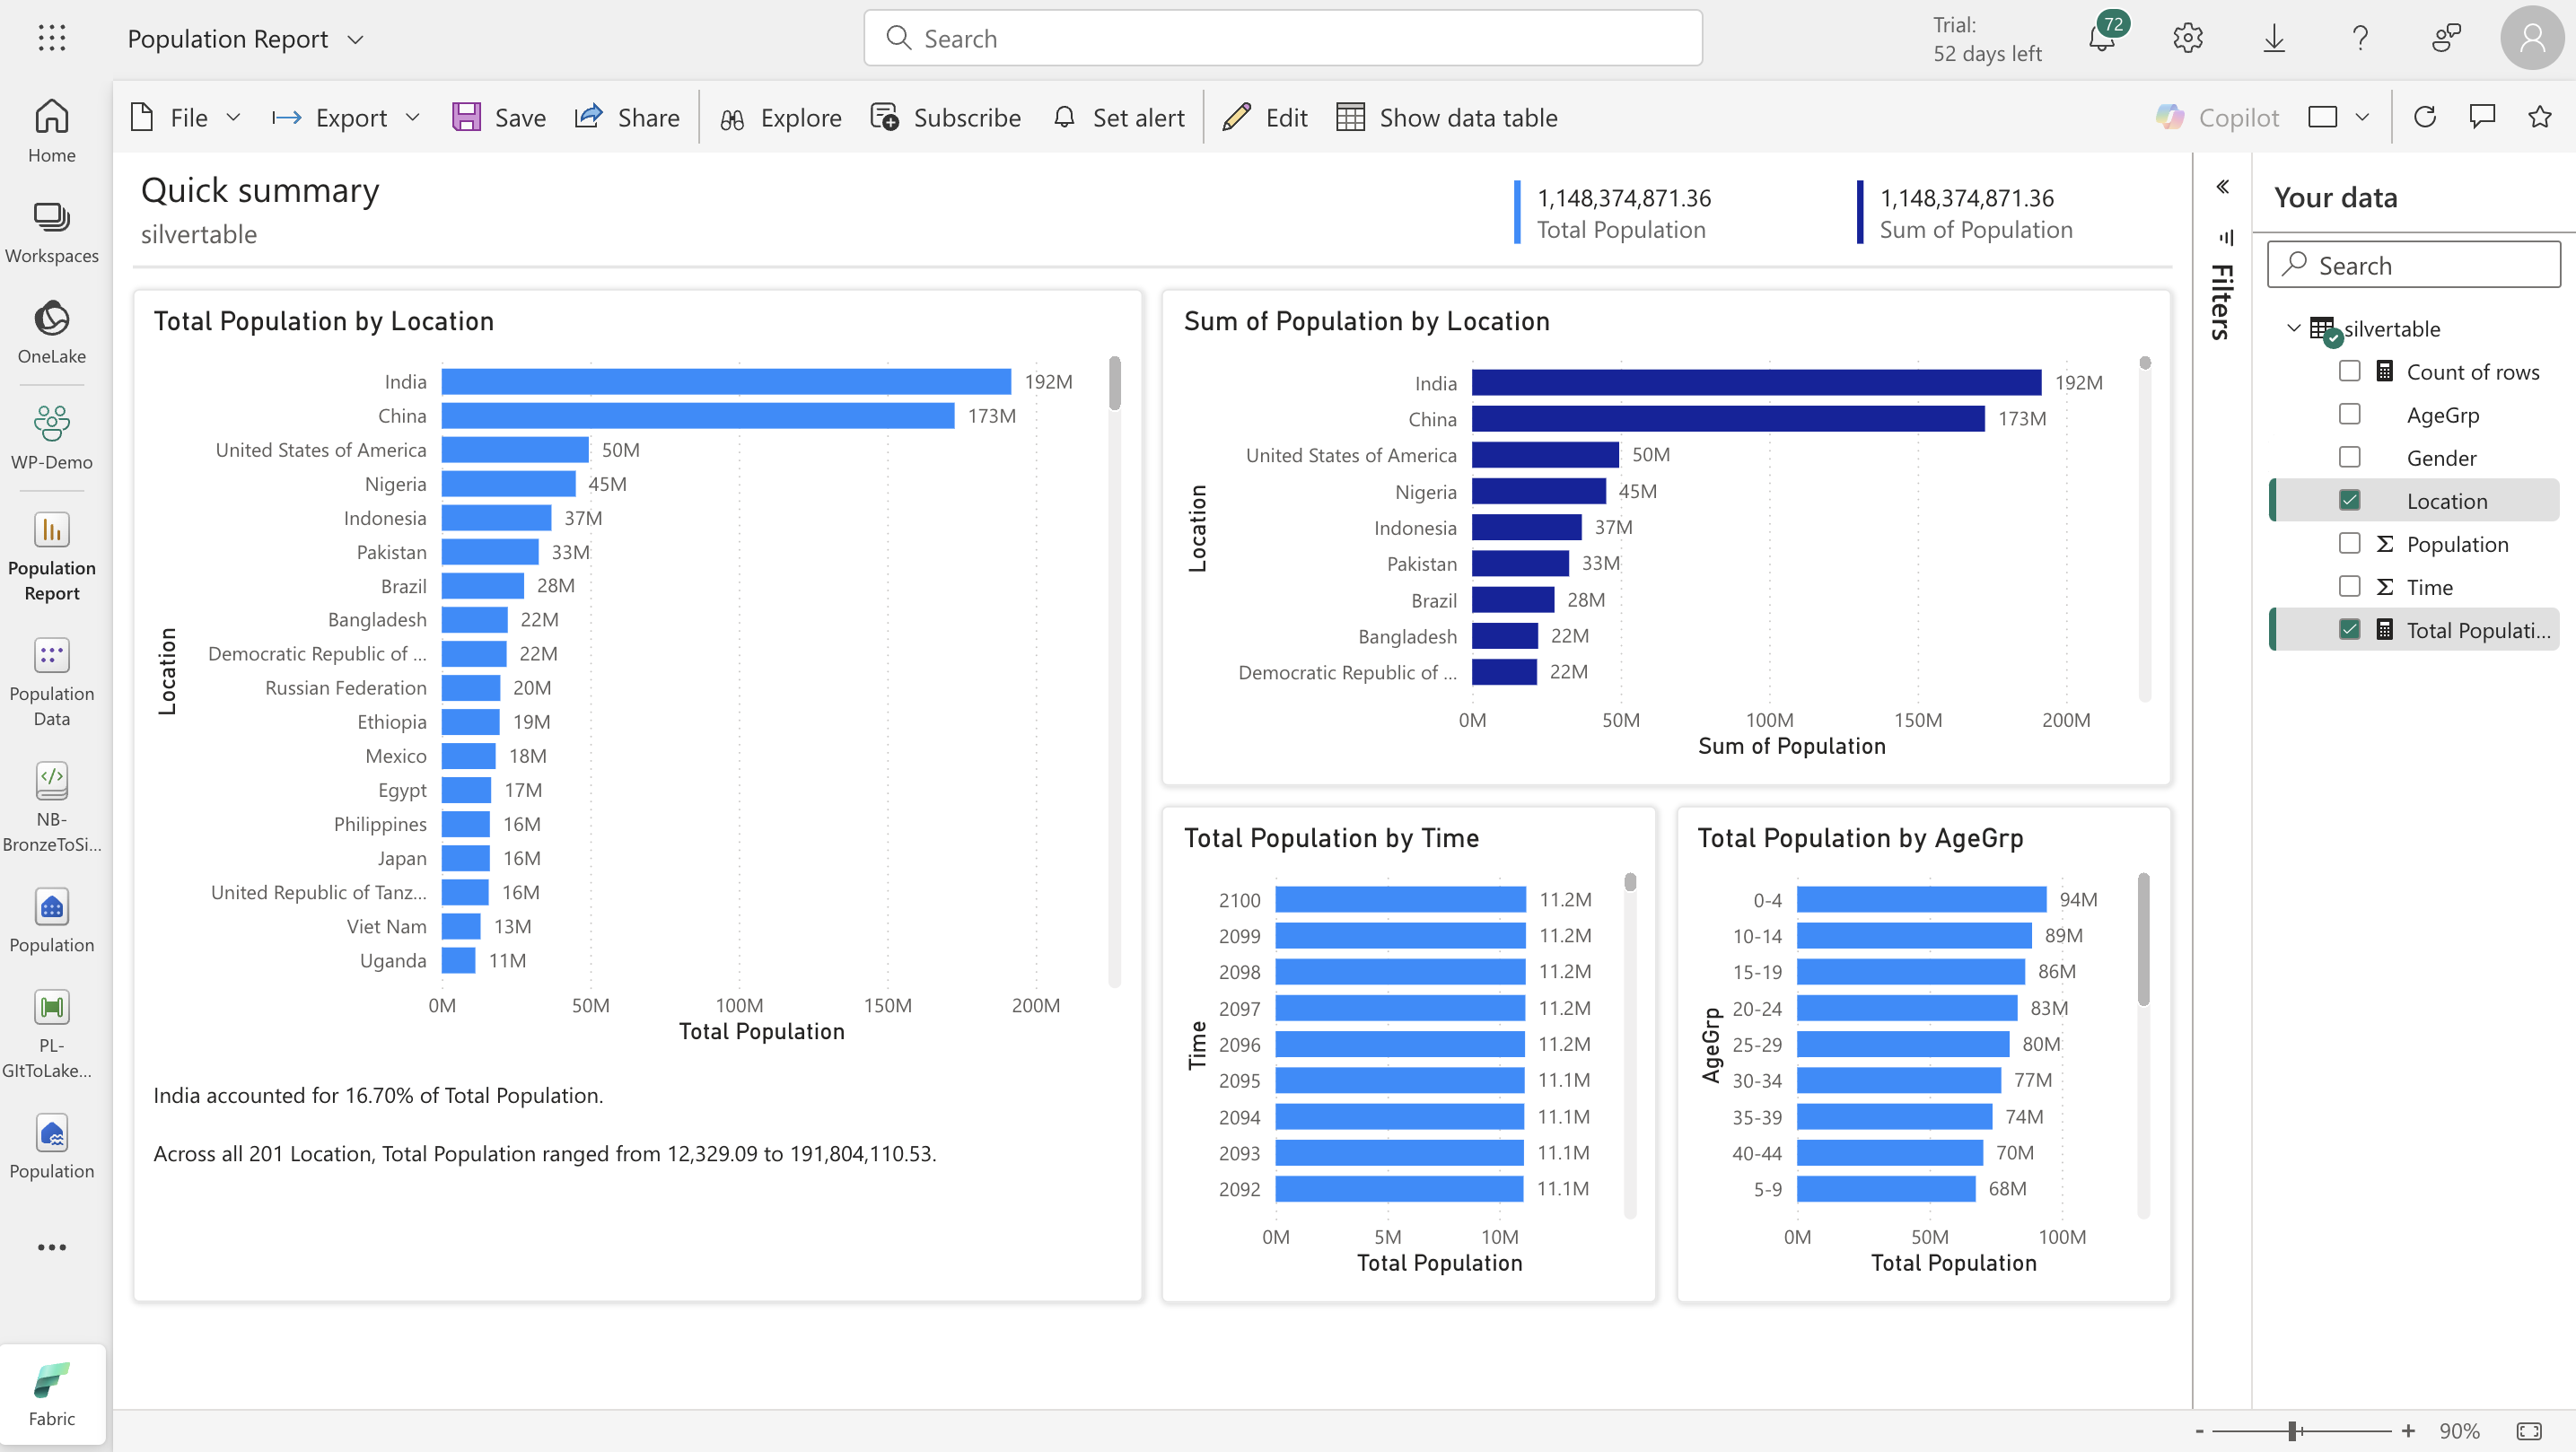 Population Report
Search
Trial:
52 days left
72
Home
Workspaces
OneLake
WP-Demo
Population
Report
Population
Data
NB-
BronzeToSi...
Population
PL-
GItToLake...
Population
Fabric
File
Export
Save
Share
Explore
Subscribe
Set alert
Edit
Show data table
Copilot
Quick summary
silvertable
1,148,374,871.36
Total Population
1,148,374,871.36
Sum of Population
Total Population by Location
Location
India 192M
China 173M
United States of America 50M
Nigeria 45M
Indonesia 37M
Pakistan 33M
Brazil 28M
Bangladesh 22M
Democratic Republic of ... 22M
Russian Federation 20M
Ethiopia 19M
Mexico 18M
Egypt 17M
Philippines 16M
Japan 16M
United Republic of Tanz... 16M
Viet Nam 13M
Uganda 11M
0M 50M 100M 150M 200M
Total Population
India accounted for 16.70% of Total Population.
Across all 201 Location, Total Population ranged from 12,329.09 to 191,804,110.53.
Sum of Population by Location
Location
India 192M
China 173M
United States of America 50M
Nigeria 45M
Indonesia 37M
Pakistan 33M
Brazil 28M
Bangladesh 22M
Democratic Republic of ... 22M
0M 50M 100M 150M 200M
Sum of Population
Total Population by Time
Time
2100 11.2M
2099 11.2M
2098 11.2M
2097 11.2M
2096 11.2M
2095 11.1M
2094 11.1M
2093 11.1M
2092 11.1M
0M 5M 10M
Total Population
Total Population by AgeGrp
AgeGrp
0-4 94M
10-14 89M
15-19 86M
20-24 83M
25-29 80M
30-34 77M
35-39 74M
40-44 70M
5-9 68M
0M 50M 100M
Total Population
Filters
Your data
Search
silvertable
Count of rows
AgeGrp
Gender
Location
Σ Population
Σ Time
Total Populati...
- + 90%